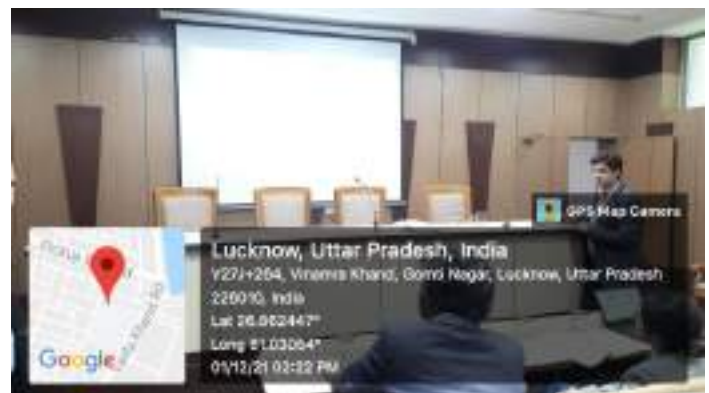 GPS Map Camera
Lucknow, Uttar Pradesh, India
V27J+264, Vinamra Khand, Gomti Nagar, Lucknow, Uttar Pradesh
226010, India
Lat 26.862447°
Long 81.03064°
01/12/21 02:22 PM
Google